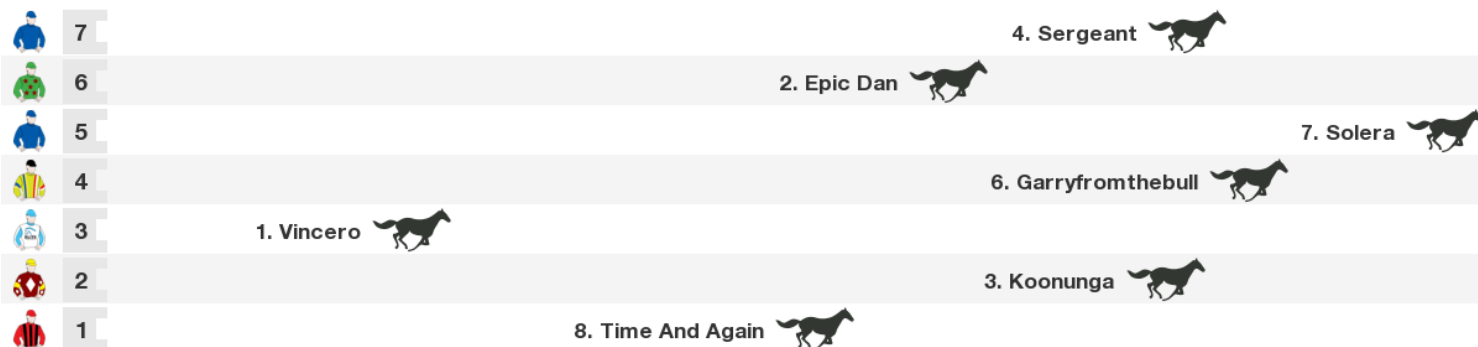 7 4. Sergeant
6 2. Epic Dan
5 7. Solera
4 6. Garryfromthebull
3 1. Vincero
2 3. Koonunga
1 8. Time And Again